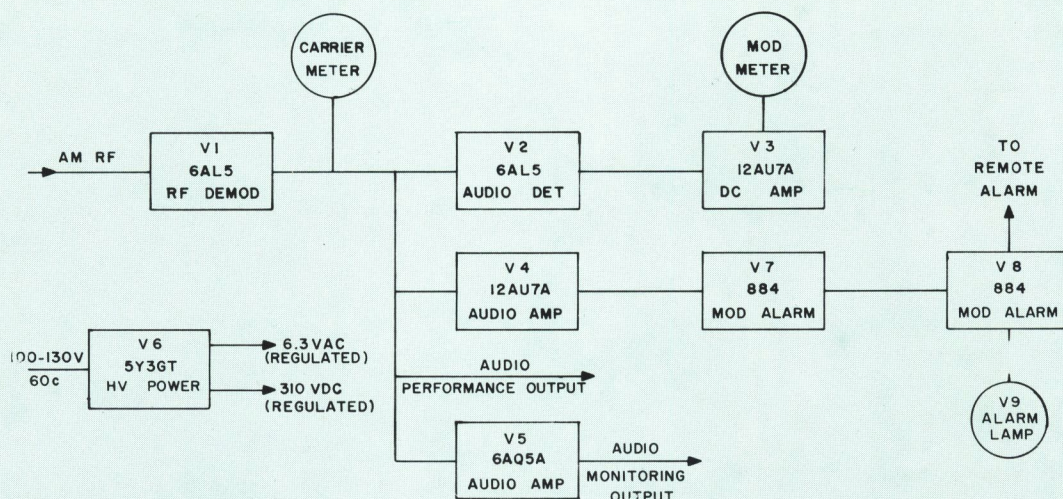 CARRIER
METER
MOD
METER
AM RF
V1
6AL5
RF DEMOD
V2
6AL5
AUDIO DET
V3
12AU7A
DC AMP
TO
REMOTE
ALARM
V4
12AU7A
AUDIO AMP
V7
884
MOD ALARM
V8
884
MOD ALARM
100-130V
60c
V6
5Y3GT
HV POWER
6.3 VAC
(REGULATED)
310 VDC
(REGULATED)
AUDIO
PERFORMANCE OUTPUT
V5
6AQ5A
AUDIO AMP
AUDIO
MONITORING
OUTPUT
V9
ALARM
LAMP